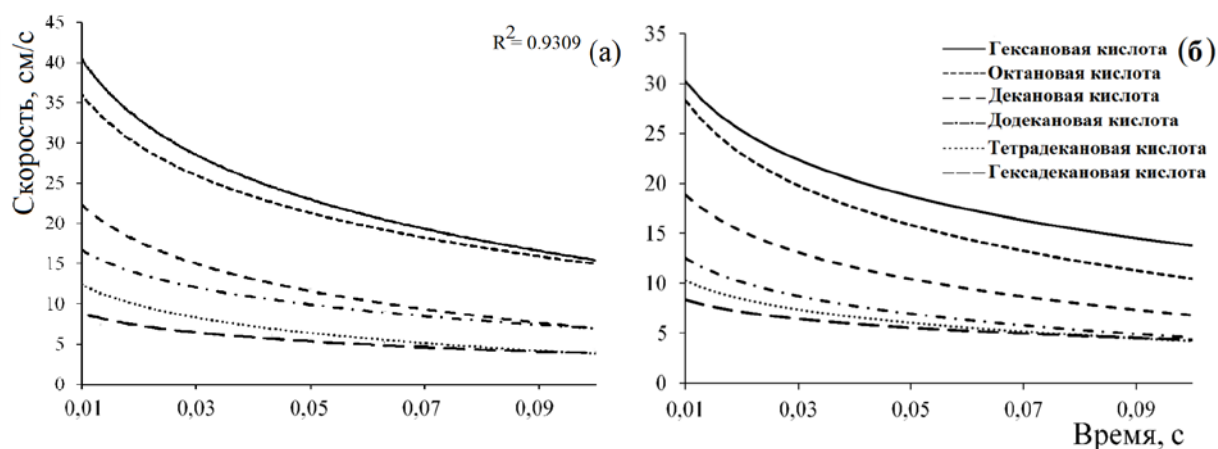 Скорость, см/с
45
40
35
30
25
20
15
10
5
0
0,01
0,03
0,05
0,07
0,09
R²= 0.9309
(а)
35
30
25
20
15
10
5
0
0,01
0,03
0,05
0,07
0,09
Гексановая кислота
Октановая кислота
Декановая кислота
Додекановая кислота
Тетрадекановая кислота
Гексадекановая кислота
(б)
Время, с